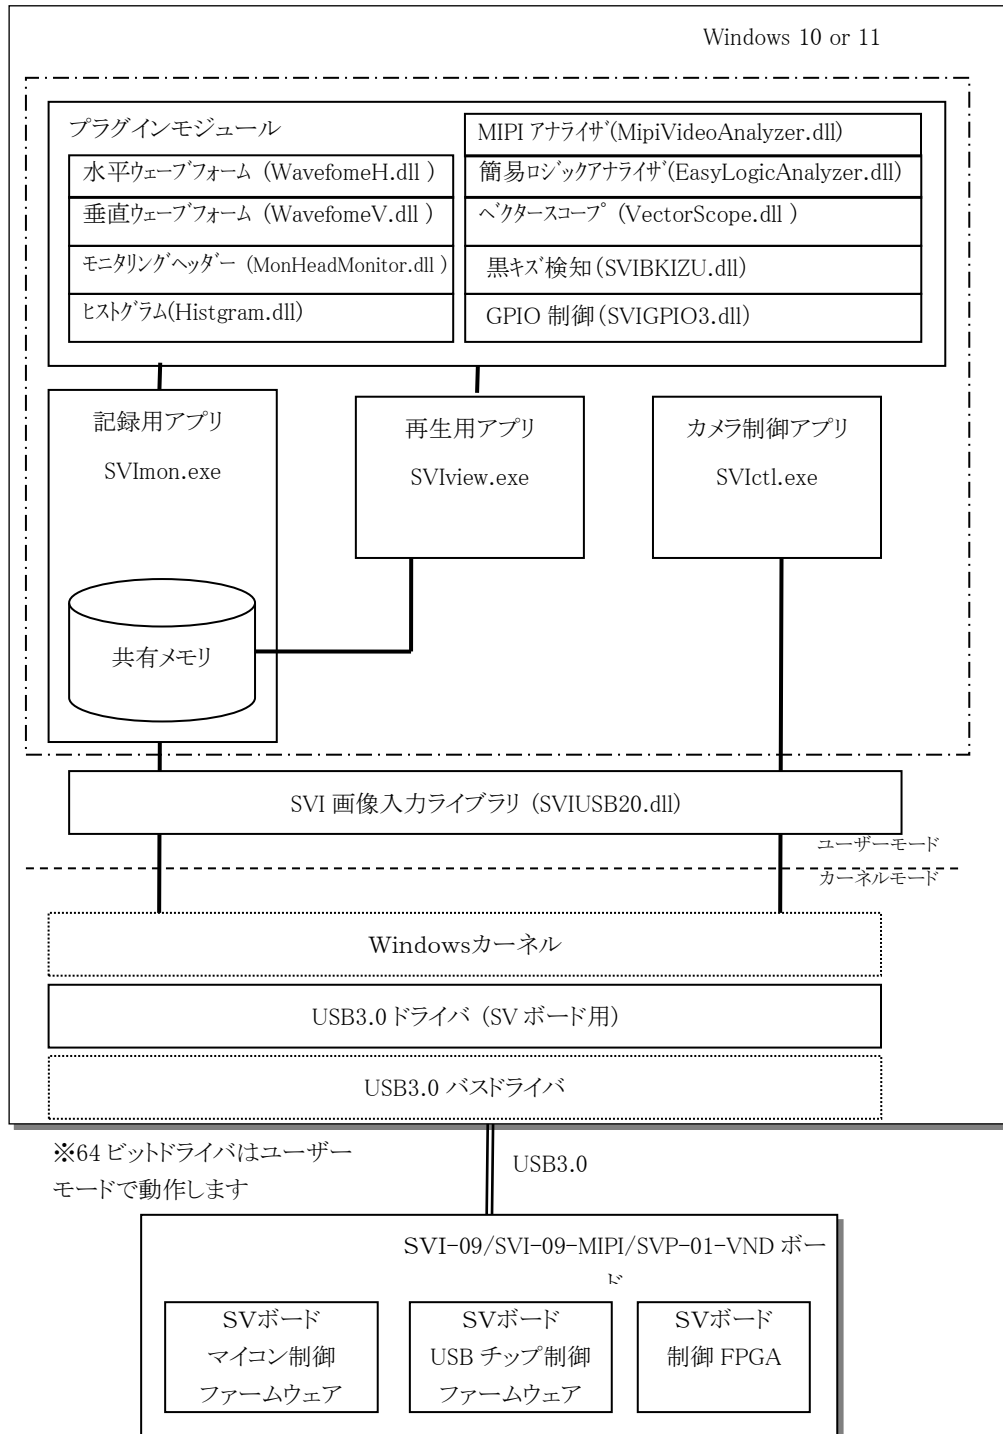 Windows 10 or 11
プラグインモジュール
水平ウェーブフォーム (WavefomeH.dll )
垂直ウェーブフォーム (WavefomeV.dll )
モニタリングヘッダー (MonHeadMonitor.dll )
ヒストグラム(Histgram.dll)
MIPI アナライザ(MipiVideoAnalyzer.dll)
簡易ロジックアナライザ(EasyLogicAnalyzer.dll)
ベクタースコープ (VectorScope.dll )
黒キズ検知(SVIBKIZU.dll)
GPIO 制御(SVIGPIO3.dll)
記録用アプリ
SVImon.exe
再生用アプリ
SVIview.exe
カメラ制御アプリ
SVIctl.exe
共有メモリ
SVI 画像入力ライブラリ (SVIUSB20.dll)
ユーザーモード
カーネルモード
Windowsカーネル
USB3.0 ドライバ (SV ボード用)
USB3.0 バスドライバ
※64 ビットドライバはユーザー
モードで動作します
USB3.0
SVI-09/SVI-09-MIPI/SVP-01-VND ボー
ド
SVボード
マイコン制御
ファームウェア
SVボード
USB チップ制御
ファームウェア
SVボード
制御 FPGA